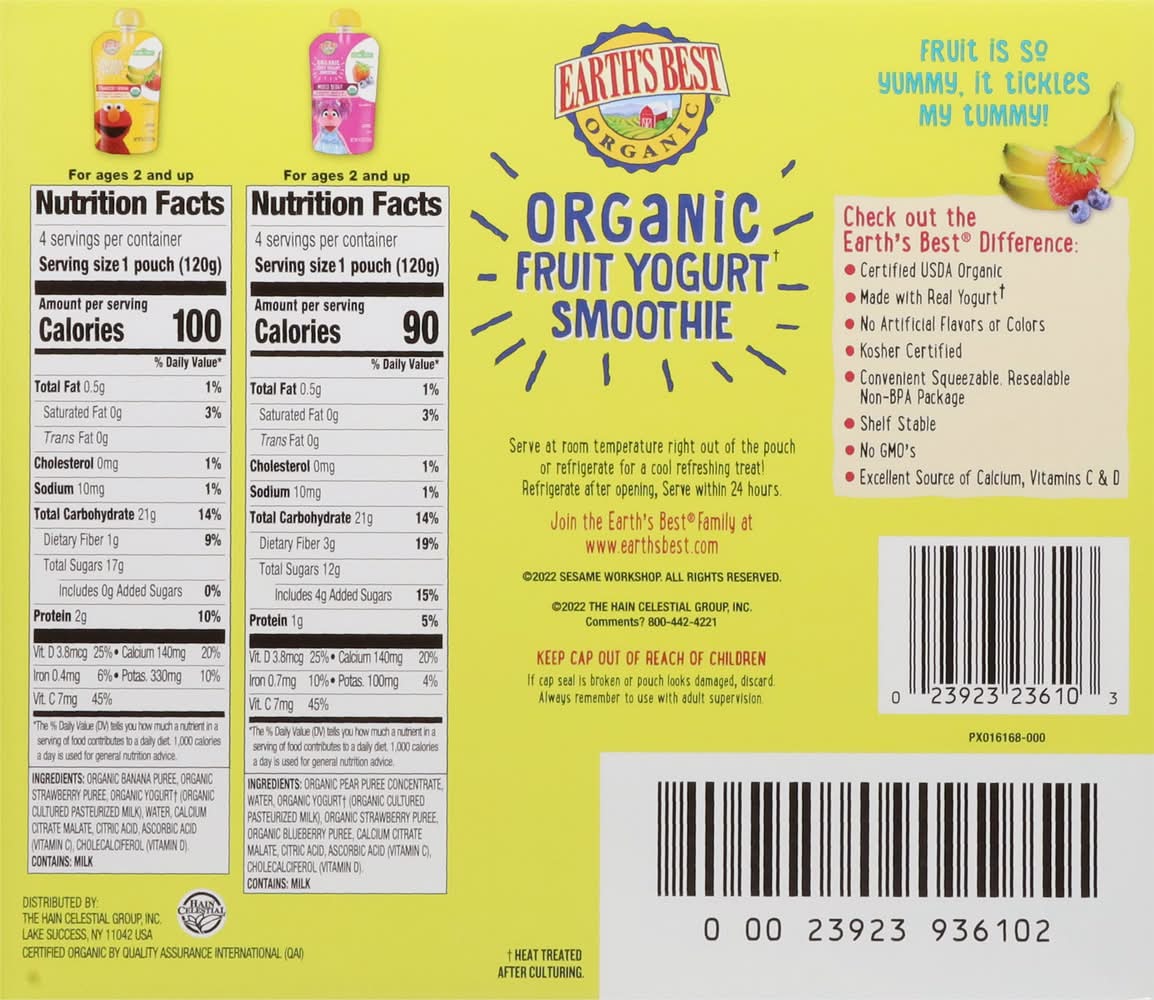 For ages 2 and up
Nutrition Facts
4 servings per container
Serving size 1 pouch (120g)
Amount per serving
Calories 100
% Daily Value*
Total Fat 0.5g 1%
Saturated Fat 0g 3%
Trans Fat 0g
Cholesterol 0mg 1%
Sodium 10mg 1%
Total Carbohydrate 21g 14%
Dietary Fiber 1g 9%
Total Sugars 17g
Includes 0g Added Sugars 0%
Protein 2g 10%
Vit. D 3.8mcg 25% • Calcium 140mg 20%
Iron 0.4mg 6% • Potas. 330mg 10%
Vit. C 7mg 45%
*The % Daily Value (DV) tells you how much a nutrient in a
serving of food contributes to a daily diet. 1,000 calories
a day is used for general nutrition advice.
INGREDIENTS: ORGANIC BANANA PUREE, ORGANIC
STRAWBERRY PUREE, ORGANIC YOGURT† (ORGANIC
CULTURED PASTEURIZED MILK), WATER, CALCIUM
CITRATE MALATE, CITRIC ACID, ASCORBIC ACID
(VITAMIN C), CHOLECALCIFEROL (VITAMIN D).
CONTAINS: MILK
For ages 2 and up
Nutrition Facts
4 servings per container
Serving size 1 pouch (120g)
Amount per serving
Calories 90
% Daily Value*
Total Fat 0.5g 1%
Saturated Fat 0g 3%
Trans Fat 0g
Cholesterol 0mg 1%
Sodium 10mg 1%
Total Carbohydrate 21g 14%
Dietary Fiber 3g 19%
Total Sugars 12g
Includes 4g Added Sugars 15%
Protein 1g 5%
Vit. D 3.8mcg 25% • Calcium 140mg 20%
Iron 0.7mg 10% • Potas. 100mg 4%
Vit. C 7mg 45%
*The % Daily Value (DV) tells you how much a nutrient in a
serving of food contributes to a daily diet. 1,000 calories
a day is used for general nutrition advice.
INGREDIENTS: ORGANIC PEAR PUREE CONCENTRATE,
WATER, ORGANIC YOGURT† (ORGANIC CULTURED
PASTEURIZED MILK), ORGANIC STRAWBERRY PUREE,
ORGANIC BLUEBERRY PUREE, CALCIUM CITRATE
MALATE, CITRIC ACID, ASCORBIC ACID (VITAMIN C),
CHOLECALCIFEROL (VITAMIN D).
CONTAINS: MILK
DISTRIBUTED BY:
THE HAIN CELESTIAL GROUP, INC.
LAKE SUCCESS, NY 11042 USA
CERTIFIED ORGANIC BY QUALITY ASSURANCE INTERNATIONAL (QAI)
HAIN
CELESTIAL
EARTH'S BEST
ORGANIC®
ORGANIC
FRUIT YOGURT†
SMOOTHIE
Serve at room temperature right out of the pouch
or refrigerate for a cool refreshing treat!
Refrigerate after opening, Serve within 24 hours.
Join the Earth's Best® Family at
www.earthsbest.com
©2022 SESAME WORKSHOP. ALL RIGHTS RESERVED.
©2022 THE HAIN CELESTIAL GROUP, INC.
Comments? 800-442-4221
KEEP CAP OUT OF REACH OF CHILDREN
If cap seal is broken or pouch looks damaged, discard.
Always remember to use with adult supervision.
† HEAT TREATED
AFTER CULTURING.
FRUIT IS SO
YUMMY, IT TICKLES
MY TUMMY!
Check out the
Earth's Best® Difference:
• Certified USDA Organic
• Made with Real Yogurt†
• No Artificial Flavors or Colors
• Kosher Certified
• Convenient Squeezable, Resealable
Non-BPA Package
• Shelf Stable
• No GMO's
• Excellent Source of Calcium, Vitamins C & D
0 23923 23610 3
PX016168-000
0 00 23923 936102